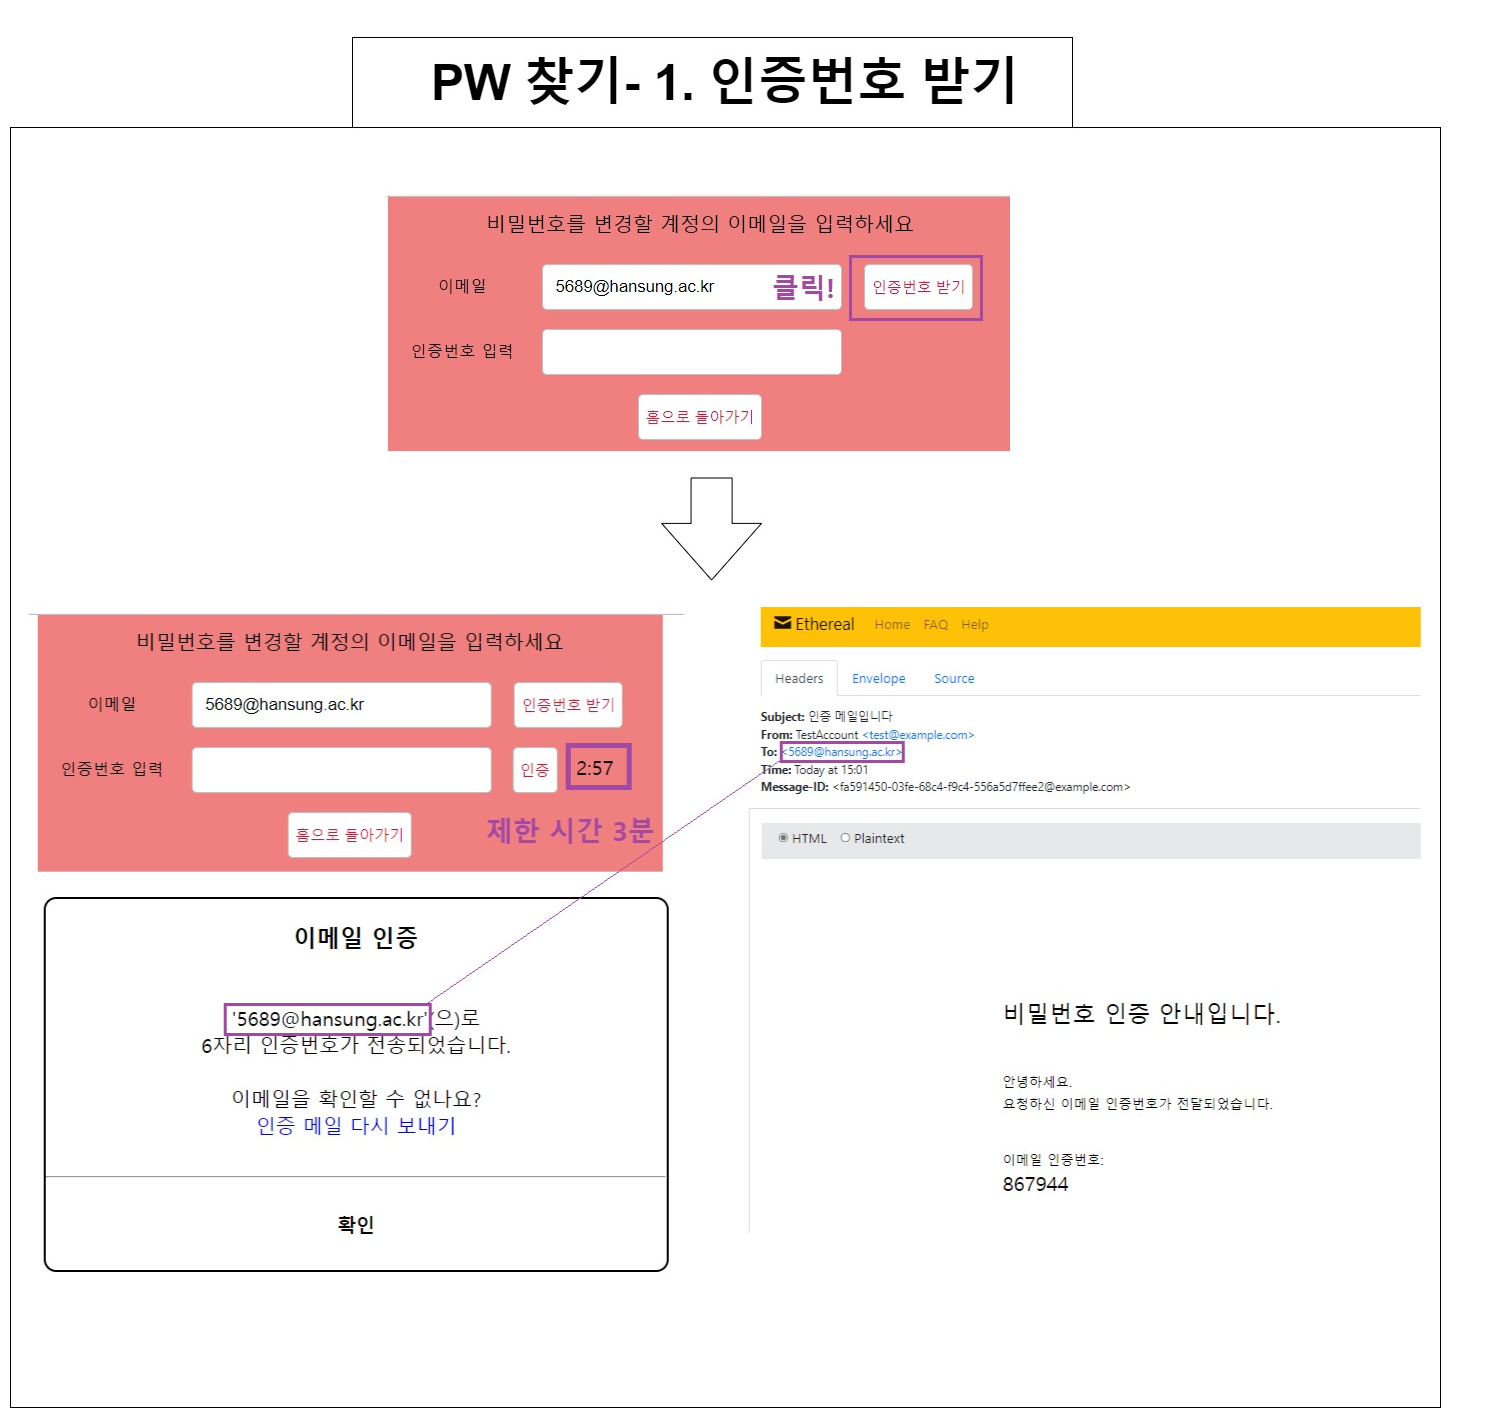 PW 찾기- 1. 인증번호 받기
비밀번호를 변경할 계정의 이메일을 입력하세요
이메일 5689@hansung.ac.kr 클릭! 인증번호 받기
인증번호 입력
홈으로 돌아가기
비밀번호를 변경할 계정의 이메일을 입력하세요
이메일 5689@hansung.ac.kr 인증번호 받기
인증번호 입력 인증 2:57
홈으로 돌아가기 제한 시간 3분
이메일 인증
'5689@hansung.ac.kr'(으)로
6자리 인증번호가 전송되었습니다.
이메일을 확인할 수 없나요?
인증 메일 다시 보내기
확인
Ethereal Home FAQ Help
Headers Envelope Source
Subject: 인증 메일입니다
From: TestAccount <test@example.com>
To: <5689@hansung.ac.kr>
Time: Today at 15:01
Message-ID: <fa591450-03fe-68c4-f9c4-556a5d7ffee2@example.com>
HTML Plaintext
비밀번호 인증 안내입니다.
안녕하세요.
요청하신 이메일 인증번호가 전달되었습니다.
이메일 인증번호:
867944